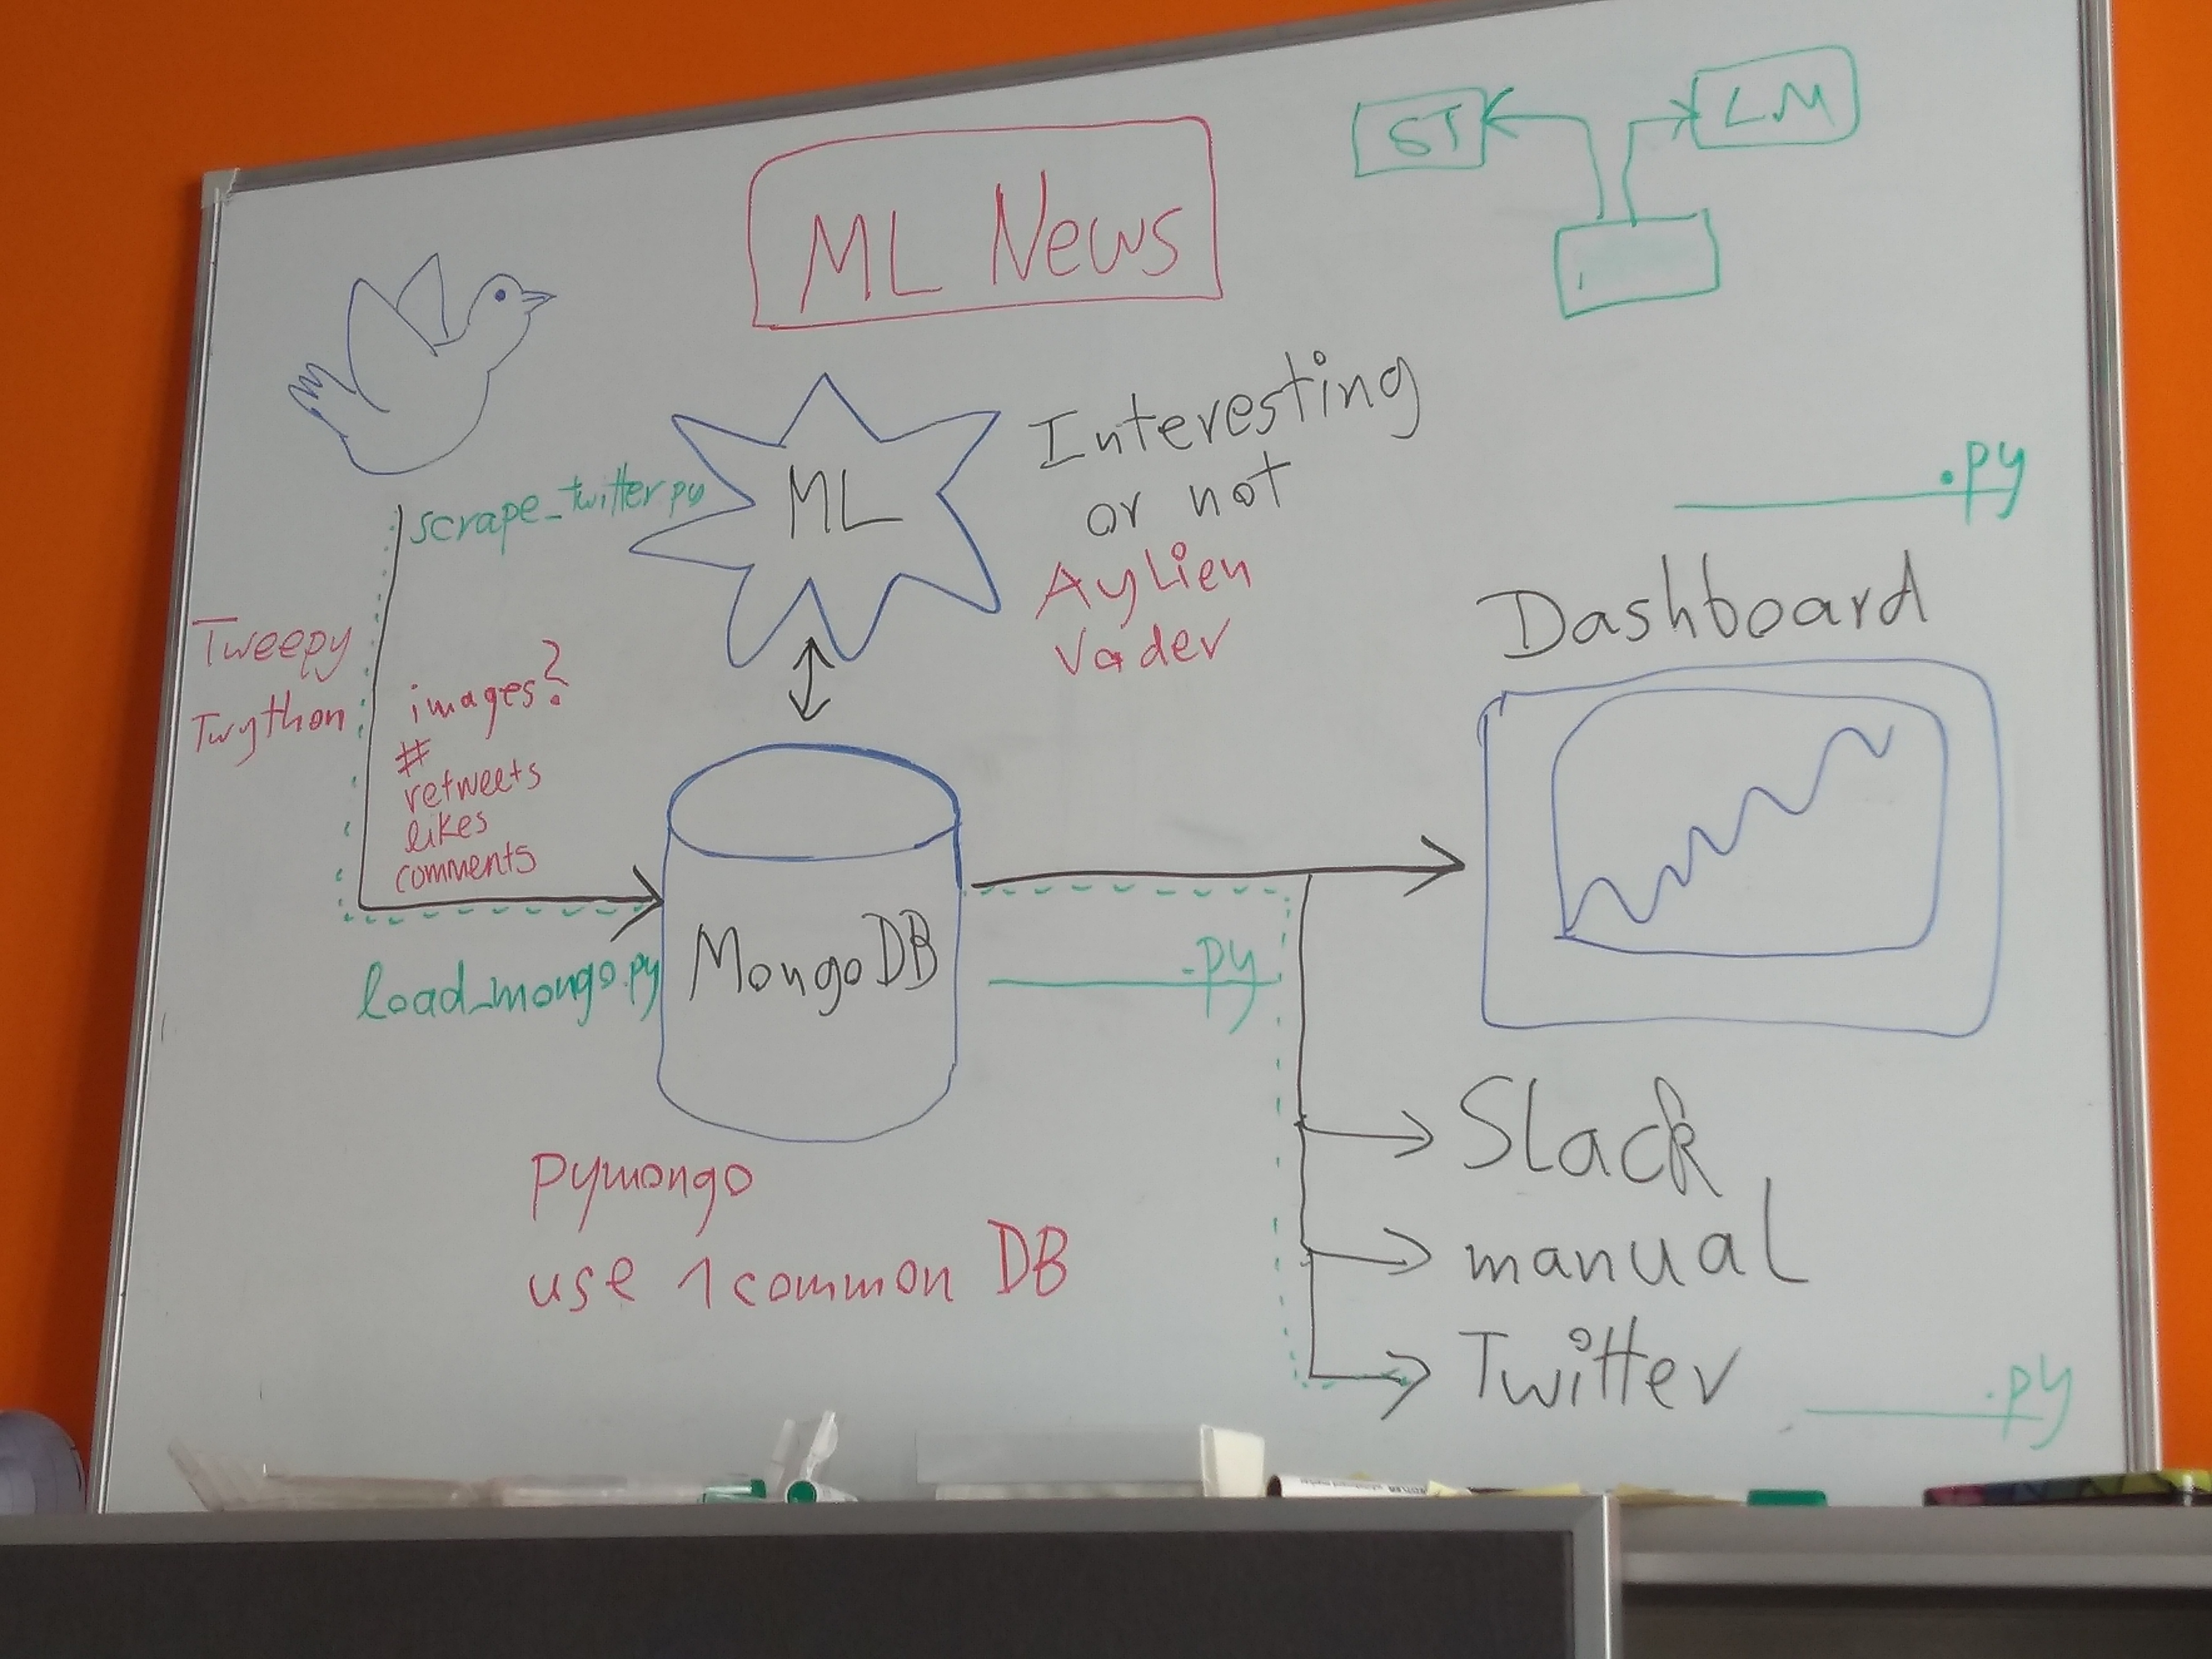 ST
LM
ML News
scrape_twitter.py
ML
Interesting
or not
Aylien
Vader
.py
Dashboard
Tweepy
Twython
images?
#
retweets
likes
comments
load_mongo.py
MongoDB
.py
pymongo
use 1 common DB
Slack
manual
Twitter
.py